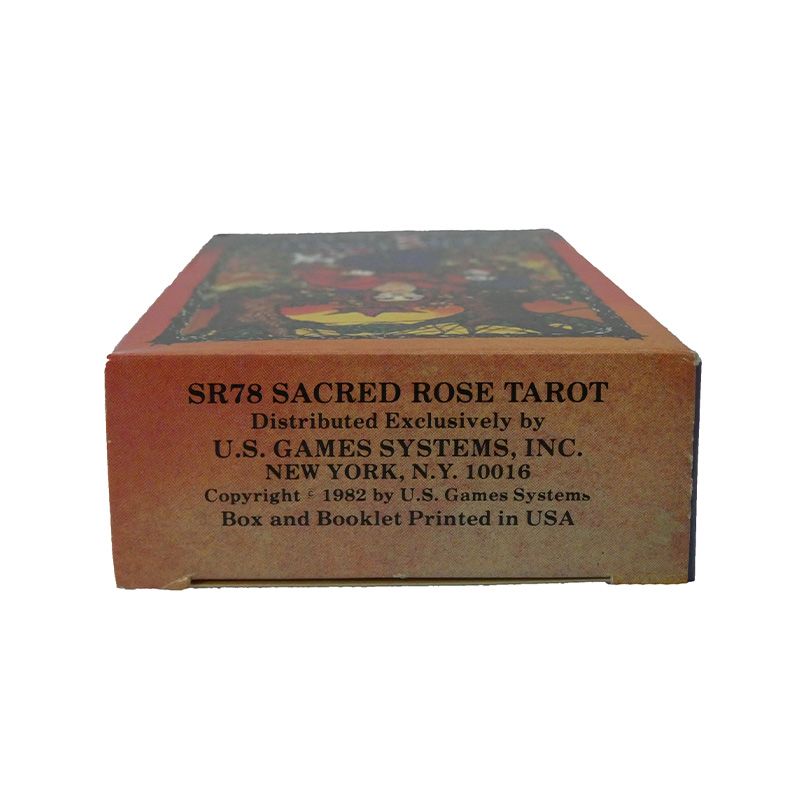 SR78 SACRED ROSE TAROT
Distributed Exclusively by
U.S. GAMES SYSTEMS, INC.
NEW YORK, N.Y. 10016
Copyright © 1982 by U.S. Games Systems
Box and Booklet Printed in USA